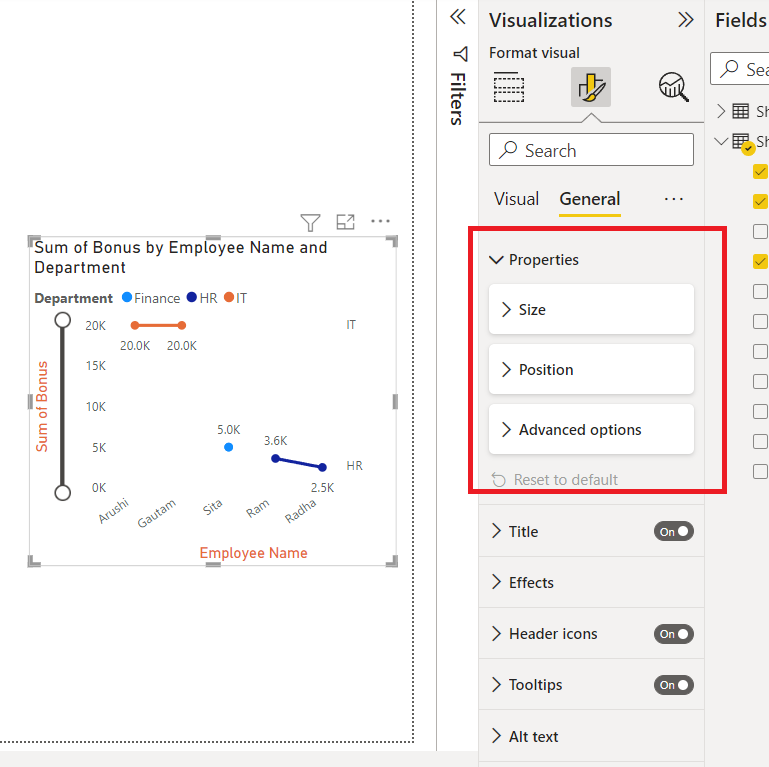 Sum of Bonus by Employee Name and
Department
Department Finance HR IT
20K
15K
10K
5K
0K
Sum of Bonus
20.0K 20.0K
5.0K
3.6K
2.5K
IT
HR
Arushi Gautam Sita Ram Radha
Employee Name
Filters
Visualizations
Format visual
Search
Visual General
Properties
Size
Position
Advanced options
Reset to default
Title On
Effects
Header icons On
Tooltips On
Alt text
Fields